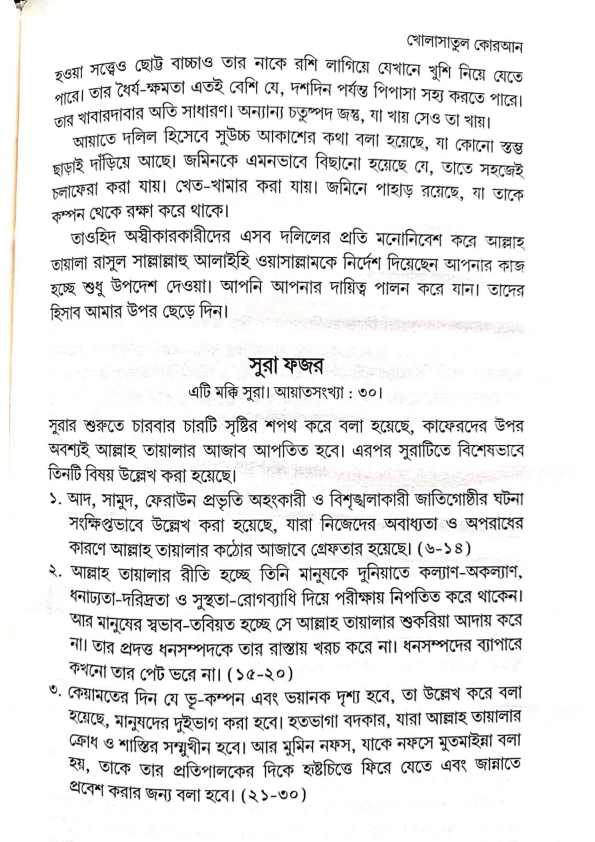 খোলাসাতুল কোরআন
হওয়া সত্ত্বেও ছোট্ট বাচ্চাও তার নাকে রশি লাগিয়ে যেখানে খুশি নিয়ে যেতে
পারে। তার ধৈর্য-ক্ষমতা এতই বেশি যে, দশদিন পর্যন্ত পিপাসা সহ্য করতে পারে।
তার খাবারদাবার অতি সাধারণ। অন্যান্য চতুষ্পদ জন্তু, যা খায় সেও তা খায়।
আয়াতে দলিল হিসেবে সুউচ্চ আকাশের কথা বলা হয়েছে, যা কোনো স্তম্ভ
ছাড়াই দাঁড়িয়ে আছে। জমিনকে এমনভাবে বিছানো হয়েছে যে, তাতে সহজেই
চলাফেরা করা যায়। খেত-খামার করা যায়। জমিনে পাহাড় রয়েছে, যা তাকে
কম্পন থেকে রক্ষা করে থাকে।
তাওহিদ অস্বীকারকারীদের এসব দলিলের প্রতি মনোনিবেশ করে আল্লাহ
তায়ালা রাসুল সাল্লাল্লাহু আলাইহি ওয়াসাল্লামকে নির্দেশ দিয়েছেন আপনার কাজ
হচ্ছে শুধু উপদেশ দেওয়া। আপনি আপনার দায়িত্ব পালন করে যান। তাদের
হিসাব আমার উপর ছেড়ে দিন।
সুরা ফজর
এটি মক্কি সুরা। আয়াতসংখ্যা : ৩০।
সুরার শুরুতে চারবার চারটি সৃষ্টির শপথ করে বলা হয়েছে, কাফেরদের উপর
অবশ্যই আল্লাহ তায়ালার আজাব আপতিত হবে। এরপর সুরাটিতে বিশেষভাবে
তিনটি বিষয় উল্লেখ করা হয়েছে।
১. আদ, সামুদ, ফেরাউন প্রভৃতি অহংকারী ও বিশৃঙ্খলাকারী জাতিগোষ্ঠীর ঘটনা
সংক্ষিপ্তভাবে উল্লেখ করা হয়েছে, যারা নিজেদের অবাধ্যতা ও অপরাধের
কারণে আল্লাহ তায়ালার কঠোর আজাবে গ্রেফতার হয়েছে। (৬-১৪)
২. আল্লাহ তায়ালার রীতি হচ্ছে তিনি মানুষকে দুনিয়াতে কল্যাণ-অকল্যাণ,
ধনাঢ্যতা-দরিদ্রতা ও সুস্থতা-রোগব্যাধি দিয়ে পরীক্ষায় নিপতিত করে থাকেন।
আর মানুষের স্বভাব-তবিয়ত হচ্ছে সে আল্লাহ তায়ালার শুকরিয়া আদায় করে
না। তার প্রদত্ত ধনসম্পদকে তার রাস্তায় খরচ করে না। ধনসম্পদের ব্যাপারে
কখনো তার পেট ভরে না। (১৫-২০)
৩. কেয়ামতের দিন যে ভূ-কম্পন এবং ভয়ানক দৃশ্য হবে, তা উল্লেখ করে বলা
হয়েছে, মানুষদের দুইভাগ করা হবে। হতভাগা বদকার, যারা আল্লাহ তায়ালার
ক্রোধ ও শাস্তির সম্মুখীন হবে। আর মুমিন নফস, যাকে নফসে মুতমাইন্না বলা
হয়, তাকে তার প্রতিপালকের দিকে হৃষ্টচিত্তে ফিরে যেতে এবং জান্নাতে
প্রবেশ করার জন্য বলা হবে। (২১-৩০)